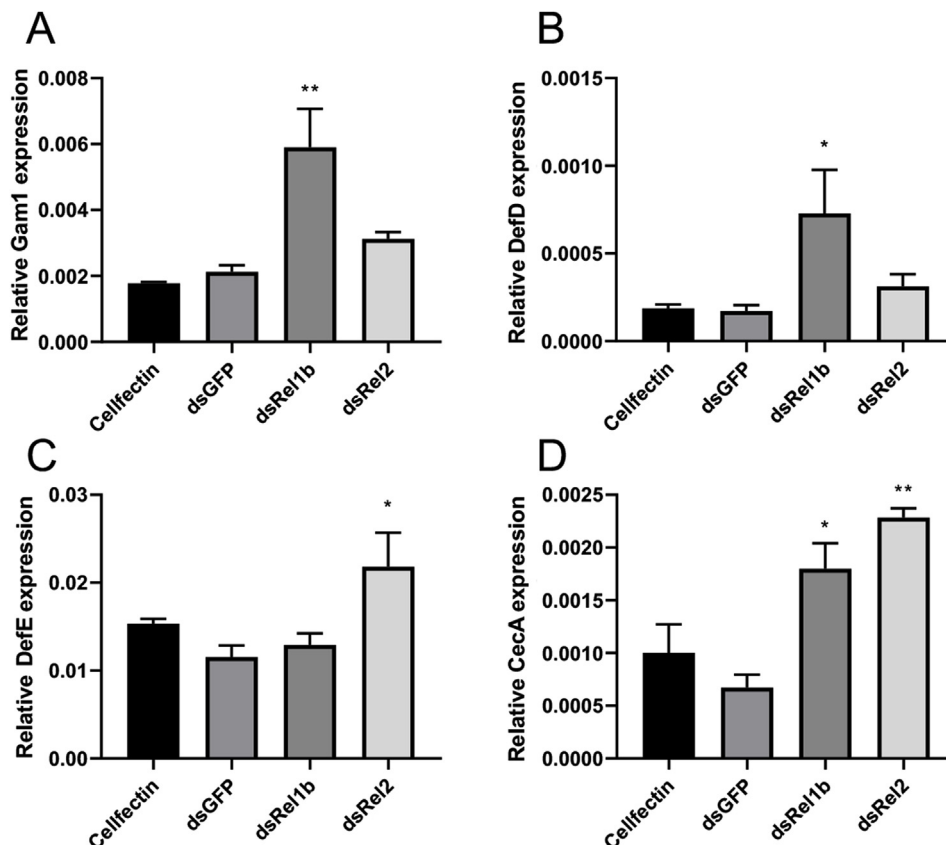 A
Relative Gam1 expression
0.008
0.006
0.004
0.002
0.000
**
Cellfectin
dsGFP
dsRel1b
dsRel2
B
Relative DefD expression
0.0015
0.0010
0.0005
0.0000
*
Cellfectin
dsGFP
dsRel1b
dsRel2
C
Relative DefE expression
0.03
0.02
0.01
0.00
*
Cellfectin
dsGFP
dsRel1b
dsRel2
D
Relative CecA expression
0.0025
0.0020
0.0015
0.0010
0.0005
0.0000
*
**
Cellfectin
dsGFP
dsRel1b
dsRel2